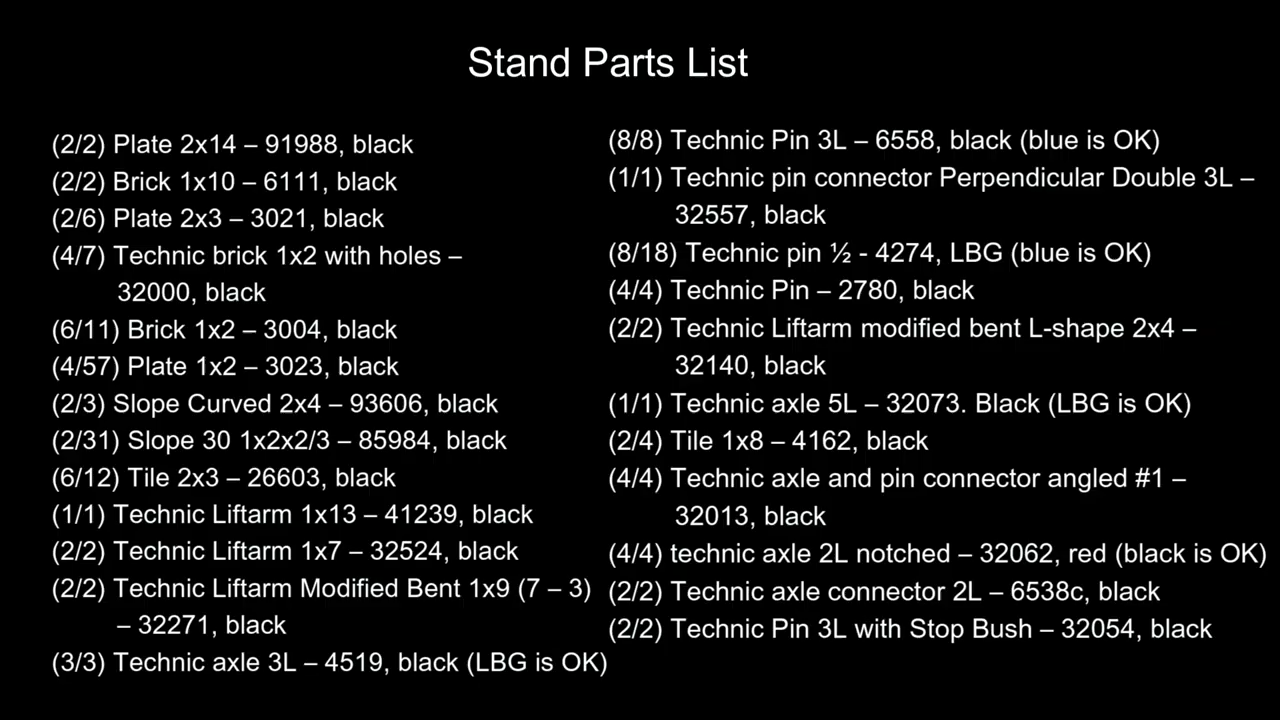 Stand Parts List
(2/2) Plate 2x14 – 91988, black
(2/2) Brick 1x10 – 6111, black
(2/6) Plate 2x3 – 3021, black
(4/7) Technic brick 1x2 with holes –
32000, black
(6/11) Brick 1x2 – 3004, black
(4/57) Plate 1x2 – 3023, black
(2/3) Slope Curved 2x4 – 93606, black
(2/31) Slope 30 1x2x2/3 – 85984, black
(6/12) Tile 2x3 – 26603, black
(1/1) Technic Liftarm 1x13 – 41239, black
(2/2) Technic Liftarm 1x7 – 32524, black
(2/2) Technic Liftarm Modified Bent 1x9 (7 – 3)
– 32271, black
(3/3) Technic axle 3L – 4519, black (LBG is OK)
(8/8) Technic Pin 3L – 6558, black (blue is OK)
(1/1) Technic pin connector Perpendicular Double 3L –
32557, black
(8/18) Technic pin ½ - 4274, LBG (blue is OK)
(4/4) Technic Pin – 2780, black
(2/2) Technic Liftarm modified bent L-shape 2x4 –
32140, black
(1/1) Technic axle 5L – 32073. Black (LBG is OK)
(2/4) Tile 1x8 – 4162, black
(4/4) Technic axle and pin connector angled #1 –
32013, black
(4/4) technic axle 2L notched – 32062, red (black is OK)
(2/2) Technic axle connector 2L – 6538c, black
(2/2) Technic Pin 3L with Stop Bush – 32054, black